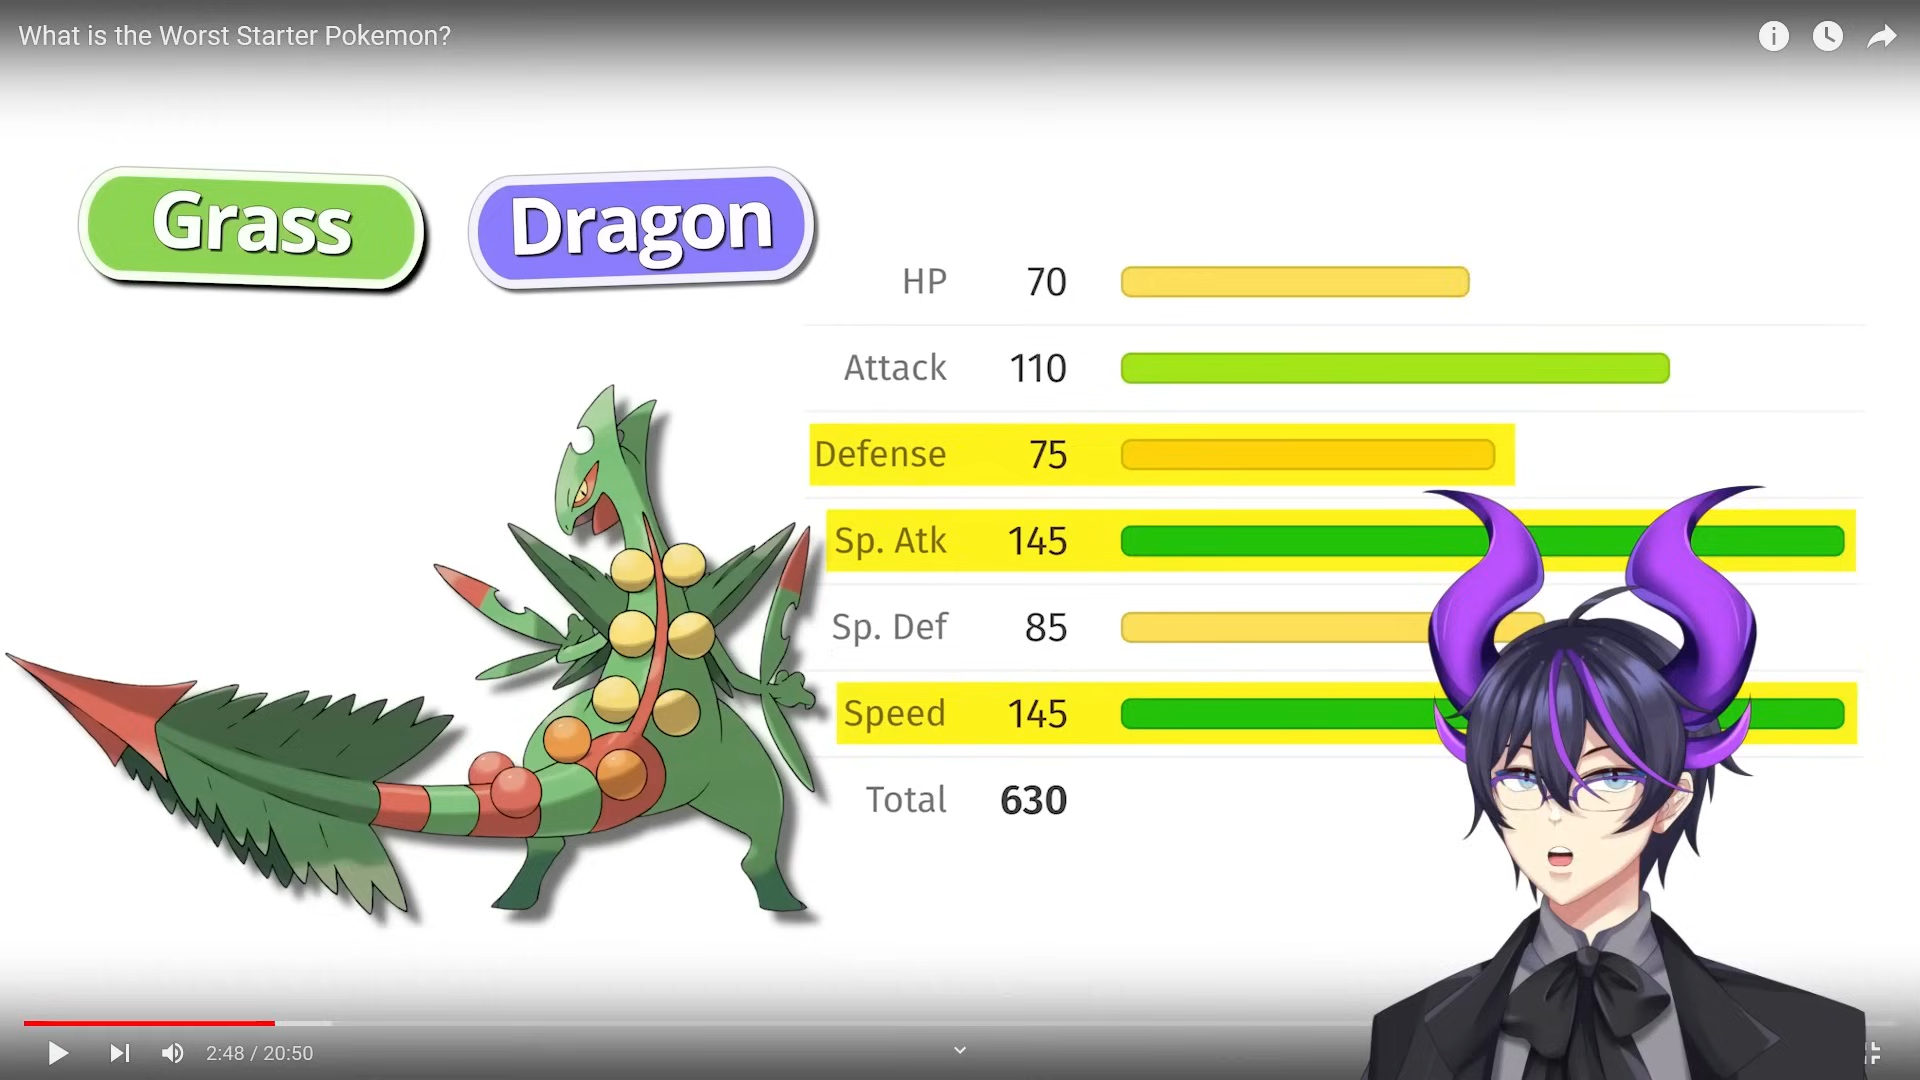 What is the Worst Starter Pokemon?
Grass Dragon
HP 70
Attack 110
Defense 75
Sp. Atk 145
Sp. Def 85
Speed 145
Total 630
2:48 / 20:50